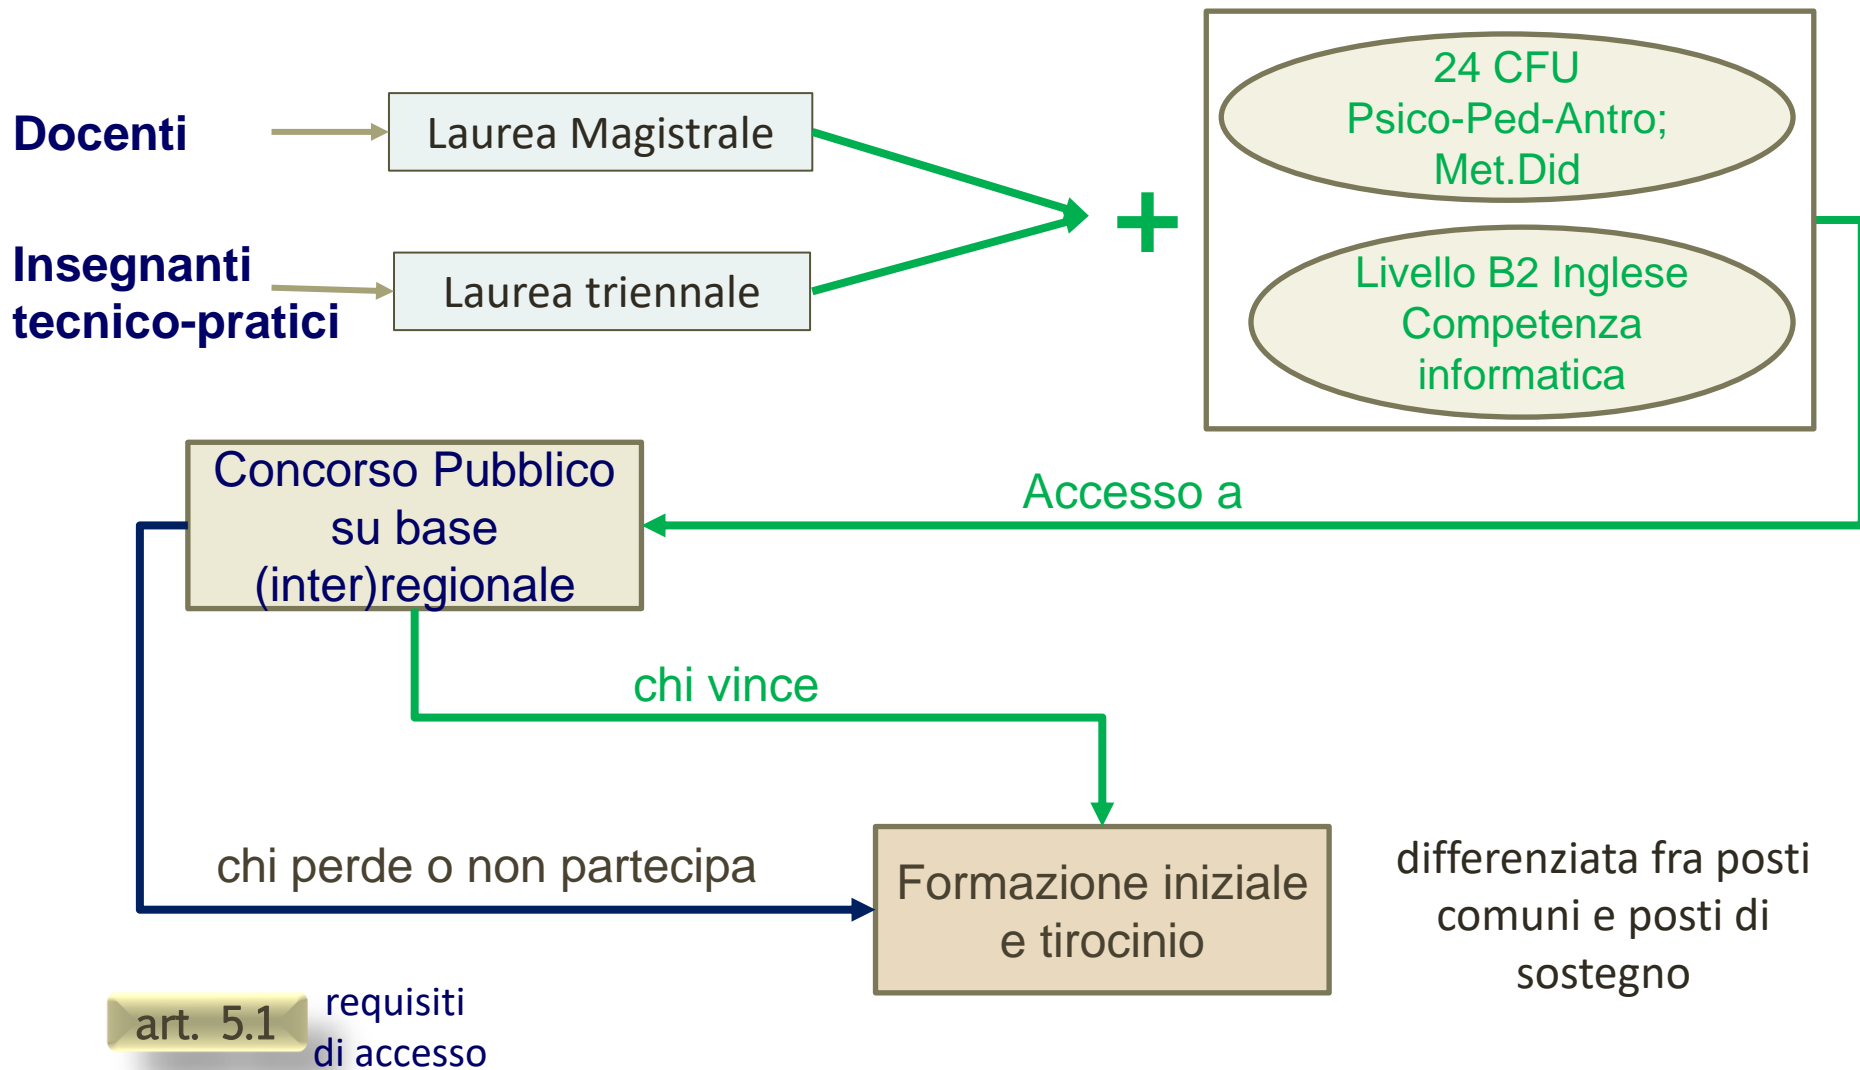 Docenti
Laurea Magistrale
Insegnanti
tecnico-pratici
Laurea triennale
+
24 CFU
Psico-Ped-Antro;
Met.Did
Livello B2 Inglese
Competenza
informatica
Accesso a
Concorso Pubblico
su base
(inter)regionale
chi vince
chi perde o non partecipa
Formazione iniziale
e tirocinio
differenziata fra posti
comuni e posti di
sostegno
art. 5.1
requisiti
di accesso